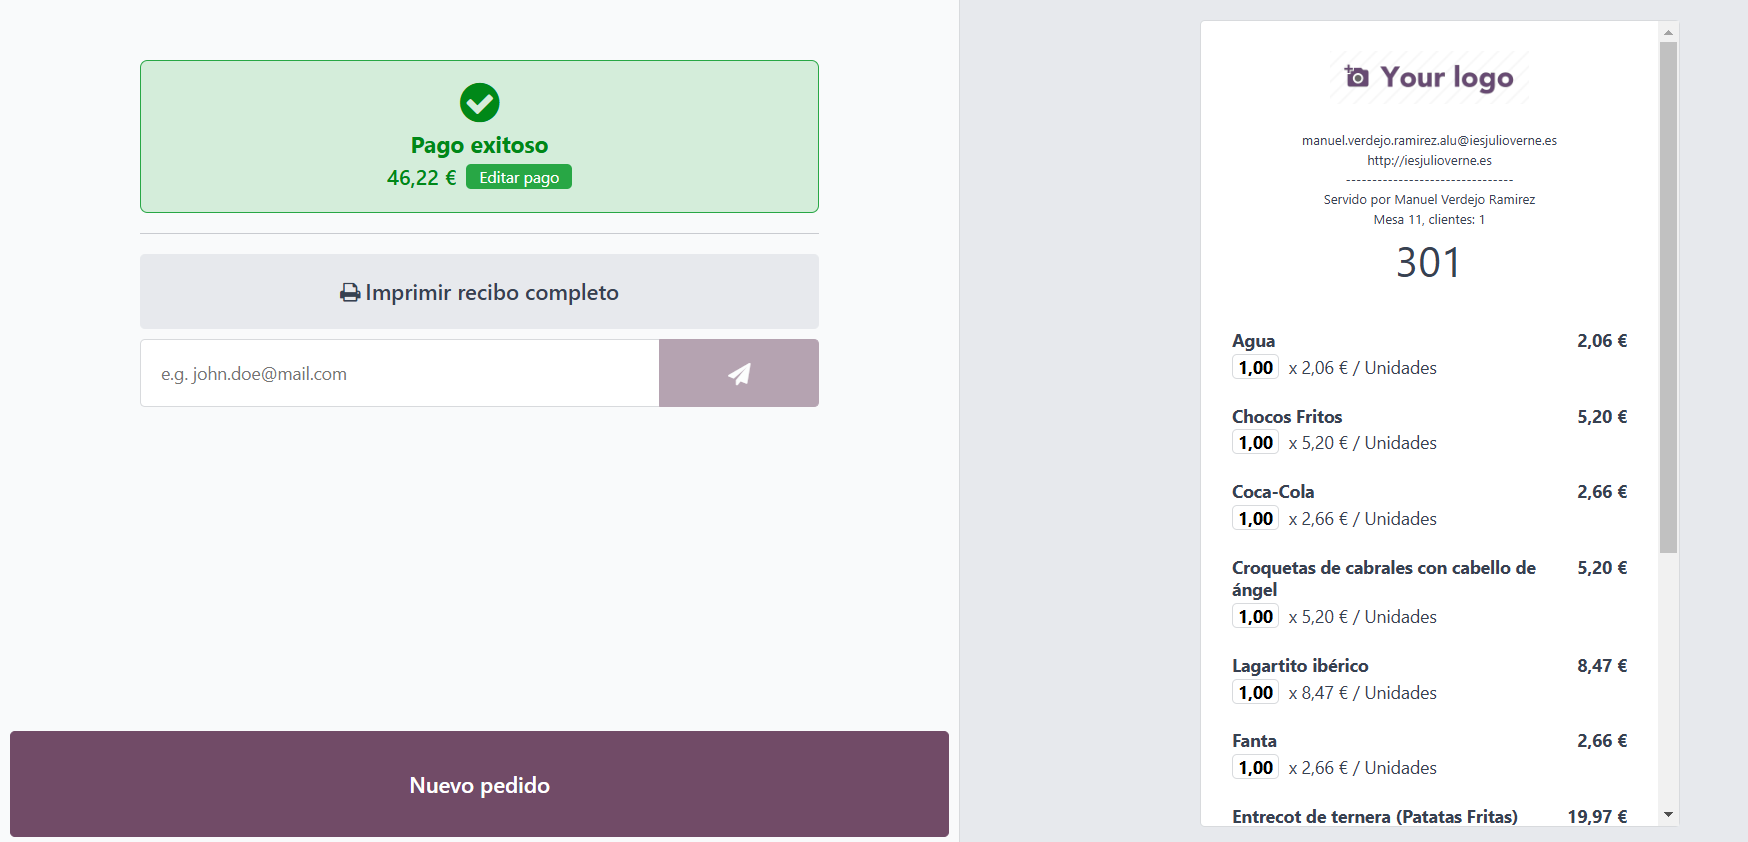 Pago exitoso
46,22 € Editar pago
Imprimir recibo completo
e.g. john.doe@mail.com
Nuevo pedido
Your logo
manuel.verdejo.ramirez.alu@iesjulioverne.es
http://iesjulioverne.es
--------------------------------
Servido por Manuel Verdejo Ramirez
Mesa 11, clientes: 1
301
Agua 2,06 €
1,00 x 2,06 € / Unidades
Chocos Fritos 5,20 €
1,00 x 5,20 € / Unidades
Coca-Cola 2,66 €
1,00 x 2,66 € / Unidades
Croquetas de cabrales con cabello de 5,20 €
ángel
1,00 x 5,20 € / Unidades
Lagartito ibérico 8,47 €
1,00 x 8,47 € / Unidades
Fanta 2,66 €
1,00 x 2,66 € / Unidades
Entrecot de ternera (Patatas Fritas) 19,97 €